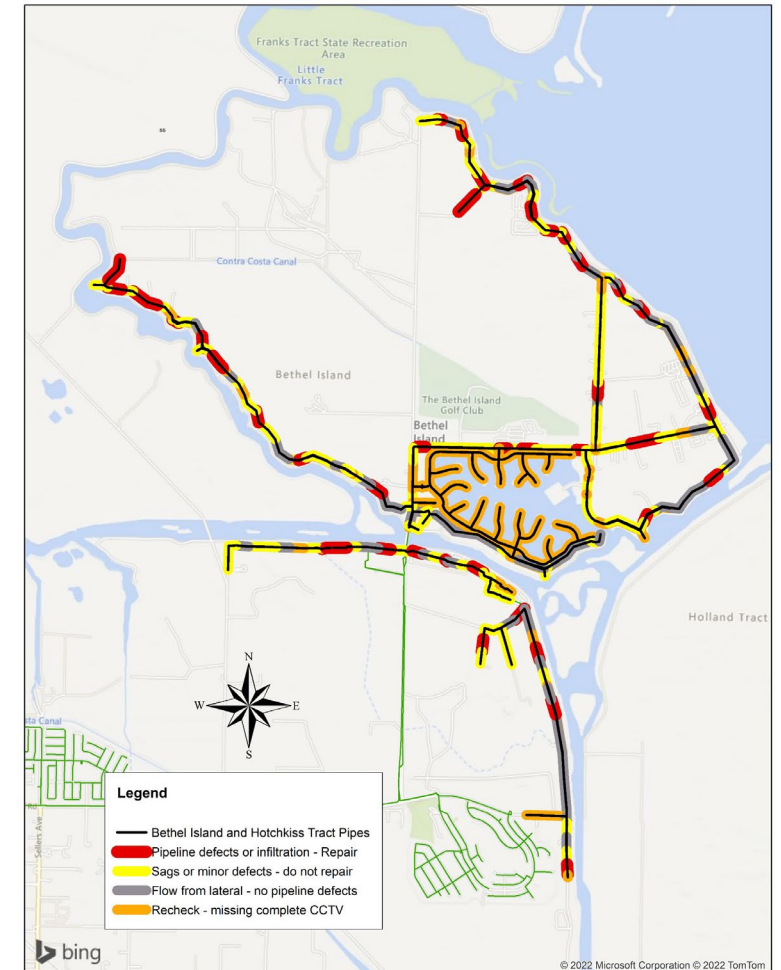 Franks Tract State Recreation
Area
Little
Franks Tract
Contra Costa Canal
Bethel Island
The Bethel Island
Golf Club
Bethel
Island
Holland Tract
N
W
E
S
sta Canal
Rd
Sellers Ave
Legend
Bethel Island and Hotchkiss Tract Pipes
Pipeline defects or infiltration - Repair
Sags or minor defects - do not repair
Flow from lateral - no pipeline defects
Recheck - missing complete CCTV
bing
© 2022 Microsoft Corporation © 2022 TomTom